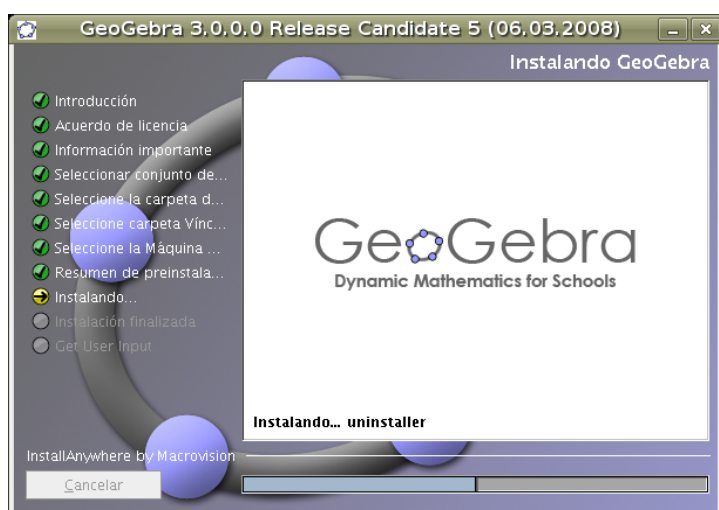 GeoGebra 3.0.0.0 Release Candidate 5 (06.03.2008)
Instalando GeoGebra
Introducción
Acuerdo de licencia
Información importante
Seleccionar conjunto de...
Seleccione la carpeta d...
Seleccione carpeta Vínc...
Seleccione la Máquina ...
Resumen de preinstala...
Instalando...
Instalación finalizada
Get User Input
GeoGebra
Dynamic Mathematics for Schools
Instalando... uninstaller
InstallAnywhere by Macrovision
Cancelar